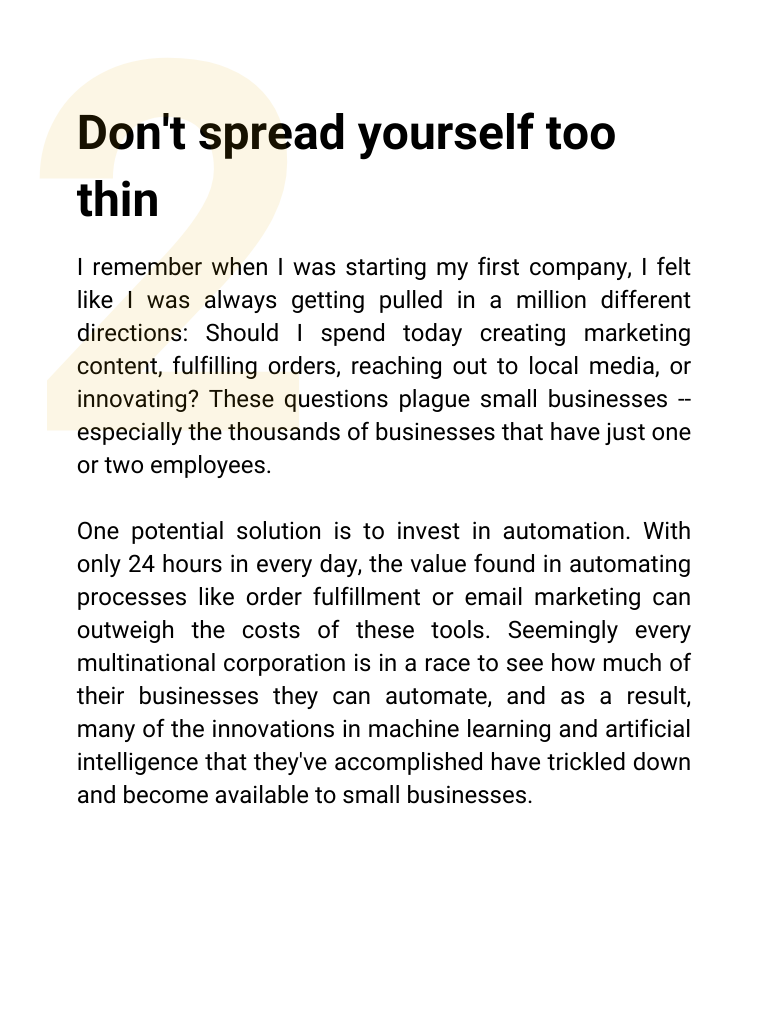 2
Don't spread yourself too
thin
I remember when I was starting my first company, I felt
like I was always getting pulled in a million different
directions: Should I spend today creating marketing
content, fulfilling orders, reaching out to local media, or
innovating? These questions plague small businesses --
especially the thousands of businesses that have just one
or two employees.
One potential solution is to invest in automation. With
only 24 hours in every day, the value found in automating
processes like order fulfillment or email marketing can
outweigh the costs of these tools. Seemingly every
multinational corporation is in a race to see how much of
their businesses they can automate, and as a result,
many of the innovations in machine learning and artificial
intelligence that they've accomplished have trickled down
and become available to small businesses.